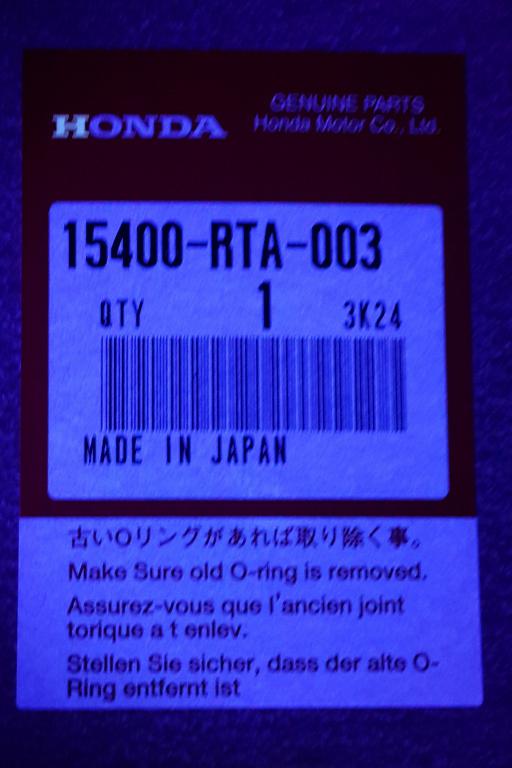 HONDA
GENUINE PARTS
Honda Motor Co., Ltd.
15400-RTA-003
QTY 1 3K24
MADE IN JAPAN
古いOリングがあれば取り除く事。
Make Sure old O-ring is removed.
Assurez-vous que l'ancien joint
torique a t enlev.
Stellen Sie sicher, dass der alte O-
Ring entfernt ist